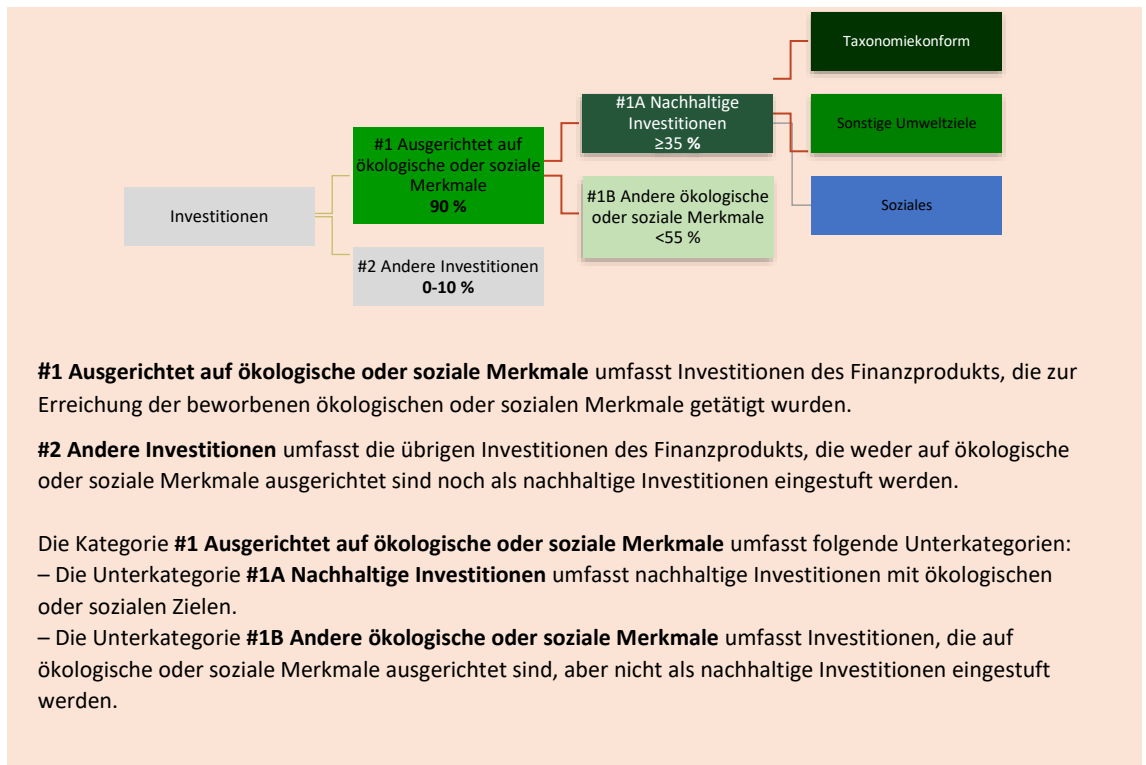 Taxonomiekonform
#1A Nachhaltige
Investitionen
≥35 %
Sonstige Umweltziele
#1 Ausgerichtet auf
ökologische oder soziale
Merkmale
90 %
#1B Andere ökologische
oder soziale Merkmale
<55 %
Soziales
Investitionen
#2 Andere Investitionen
0-10 %
#1 Ausgerichtet auf ökologische oder soziale Merkmale umfasst Investitionen des Finanzprodukts, die zur
Erreichung der beworbenen ökologischen oder sozialen Merkmale getätigt wurden.
#2 Andere Investitionen umfasst die übrigen Investitionen des Finanzprodukts, die weder auf ökologische
oder soziale Merkmale ausgerichtet sind noch als nachhaltige Investitionen eingestuft werden.
Die Kategorie #1 Ausgerichtet auf ökologische oder soziale Merkmale umfasst folgende Unterkategorien:
– Die Unterkategorie #1A Nachhaltige Investitionen umfasst nachhaltige Investitionen mit ökologischen
oder sozialen Zielen.
– Die Unterkategorie #1B Andere ökologische oder soziale Merkmale umfasst Investitionen, die auf
ökologische oder soziale Merkmale ausgerichtet sind, aber nicht als nachhaltige Investitionen eingestuft
werden.